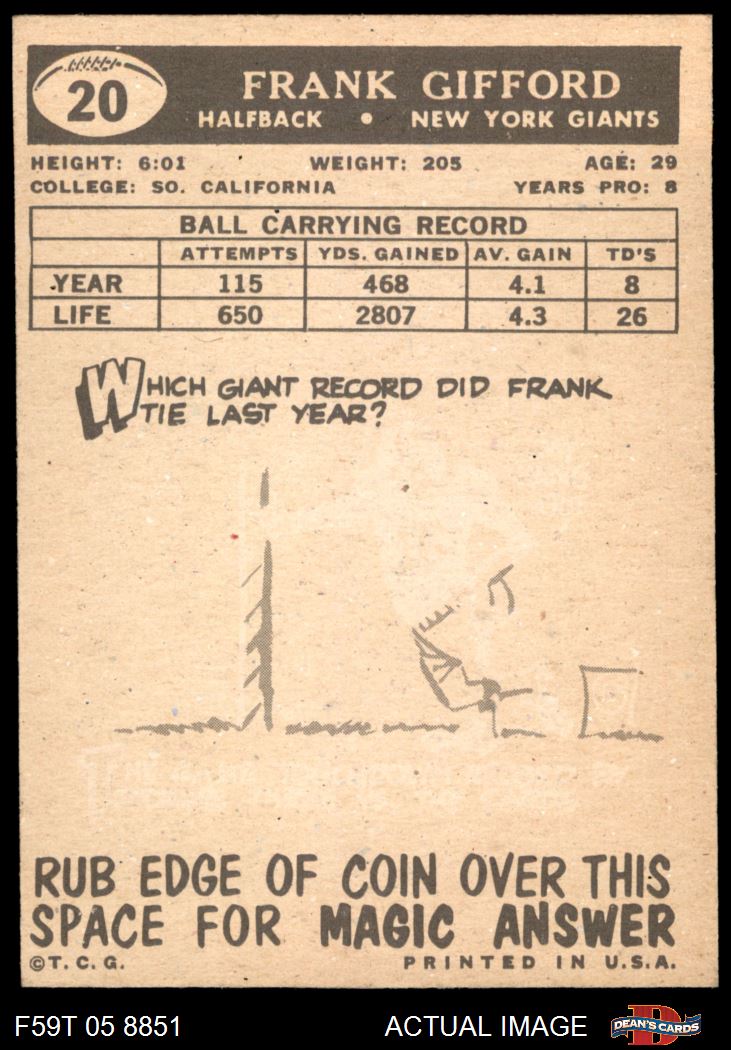 20
FRANK GIFFORD
HALFBACK • NEW YORK GIANTS
HEIGHT: 6:01 WEIGHT: 205 AGE: 29
COLLEGE: SO. CALIFORNIA YEARS PRO: 8
BALL CARRYING RECORD
ATTEMPTS YDS. GAINED AV. GAIN TD'S
YEAR 115 468 4.1 8
LIFE 650 2807 4.3 26
WHICH GIANT RECORD DID FRANK
TIE LAST YEAR?
RUB EDGE OF COIN OVER THIS
SPACE FOR MAGIC ANSWER
©T.C.G. PRINTED IN U.S.A.
F59T 05 8851 ACTUAL IMAGE DEAN'S CARDS